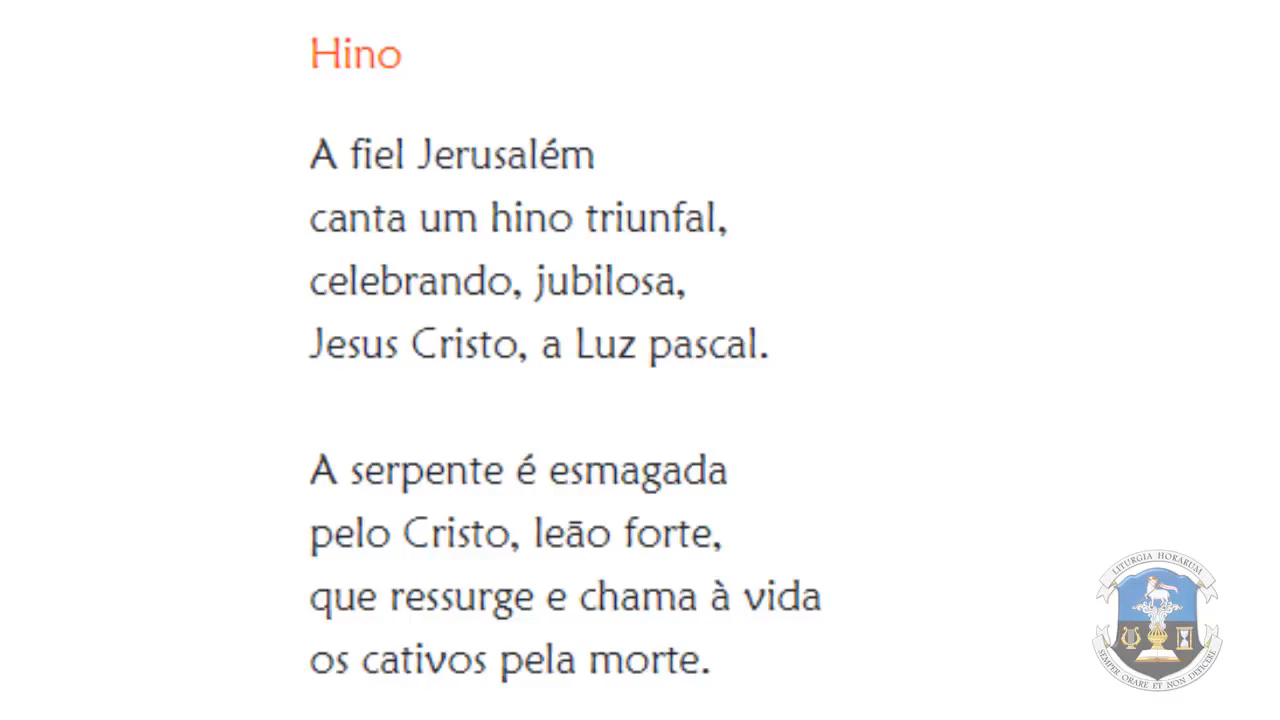 Hino
A fiel Jerusalém
canta um hino triunfal,
celebrando, jubilosa,
Jesus Cristo, a Luz pascal.
A serpente é esmagada
pelo Cristo, leão forte,
que ressurge e chama à vida
os cativos pela morte.
LITURGIA HORARUM
SEMPER ORARE ET NON DEFICERE